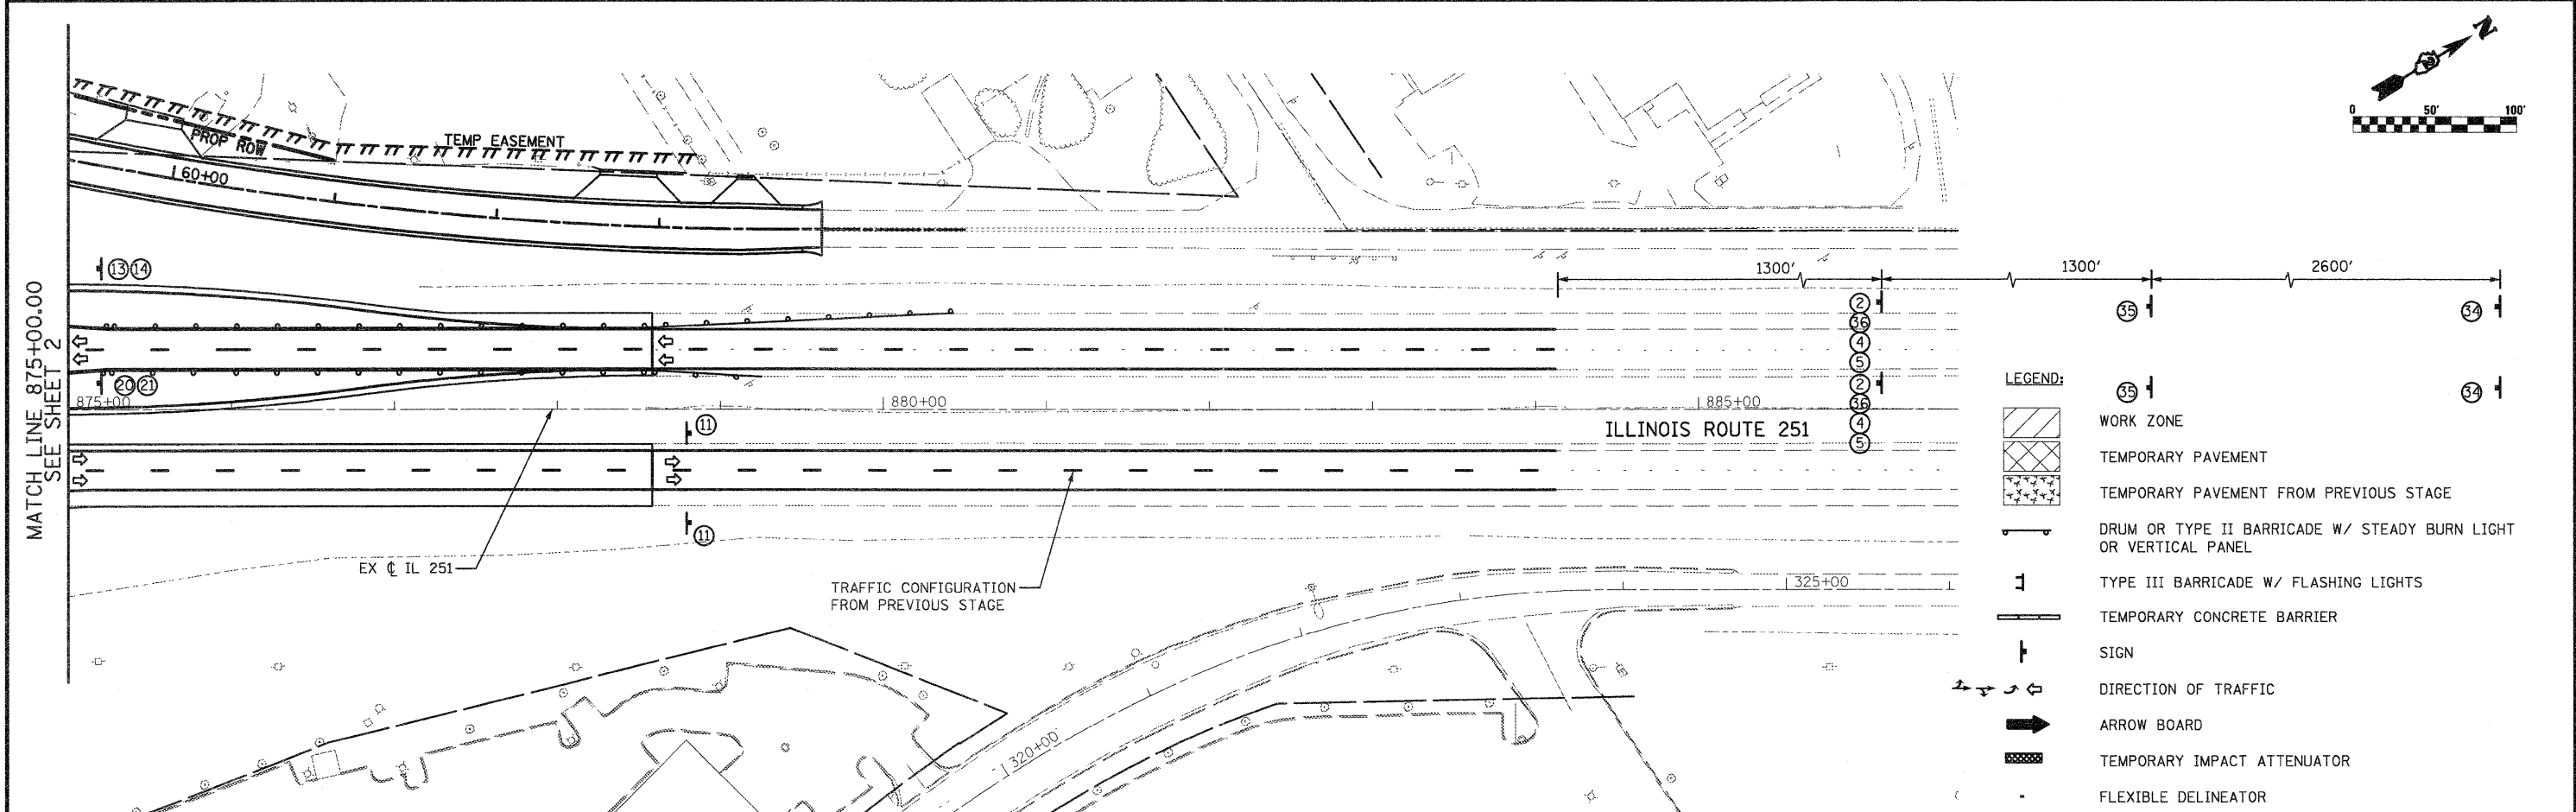 N
0 50' 100'
TEMP EASEMENT
PROP ROW
60+00
13 14
1300' 1300' 2600'
2
36
4
5
2
36
4
5
35
34
35
34
MATCH LINE 875+00.00
SEE SHEET 2
20 21
875+00
880+00
885+00
11
ILLINOIS ROUTE 251
11
EX ℄ IL 251
TRAFFIC CONFIGURATION
FROM PREVIOUS STAGE
325+00
320+00
LEGEND:
WORK ZONE
TEMPORARY PAVEMENT
TEMPORARY PAVEMENT FROM PREVIOUS STAGE
DRUM OR TYPE II BARRICADE W/ STEADY BURN LIGHT
OR VERTICAL PANEL
TYPE III BARRICADE W/ FLASHING LIGHTS
TEMPORARY CONCRETE BARRIER
SIGN
DIRECTION OF TRAFFIC
ARROW BOARD
TEMPORARY IMPACT ATTENUATOR
FLEXIBLE DELINEATOR